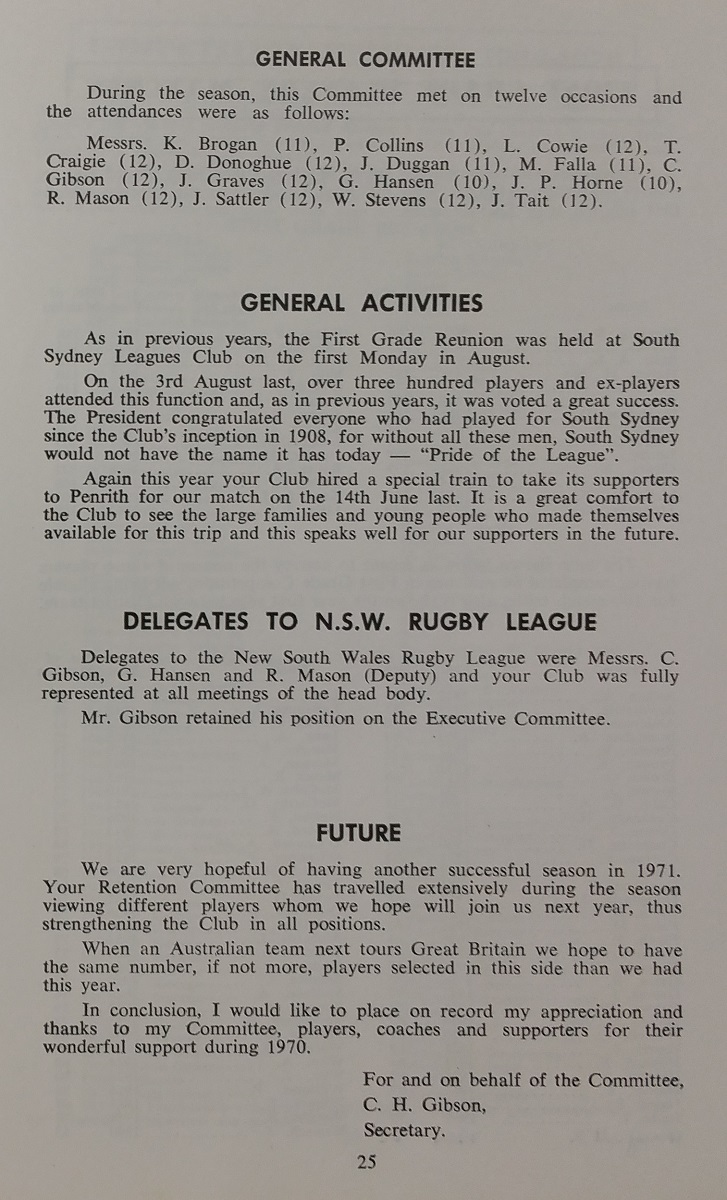 GENERAL COMMITTEE
During the season, this Committee met on twelve occasions and
the attendances were as follows:
Messrs. K. Brogan (11), P. Collins (11), L. Cowie (12), T.
Craigie (12), D. Donoghue (12), J. Duggan (11), M. Falla (11), C.
Gibson (12), J. Graves (12), G. Hansen (10), J. P. Horne (10),
R. Mason (12), J. Sattler (12), W. Stevens (12), J. Tait (12).
GENERAL ACTIVITIES
As in previous years, the First Grade Reunion was held at South
Sydney Leagues Club on the first Monday in August.
On the 3rd August last, over three hundred players and ex-players
attended this function and, as in previous years, it was voted a great success.
The President congratulated everyone who had played for South Sydney
since the Club's inception in 1908, for without all these men, South Sydney
would not have the name it has today — “Pride of the League”.
Again this year your Club hired a special train to take its supporters
to Penrith for our match on the 14th June last. It is a great comfort to
the Club to see the large families and young people who made themselves
available for this trip and this speaks well for our supporters in the future.
DELEGATES TO N.S.W. RUGBY LEAGUE
Delegates to the New South Wales Rugby League were Messrs. C.
Gibson, G. Hansen and R. Mason (Deputy) and your Club was fully
represented at all meetings of the head body.
Mr. Gibson retained his position on the Executive Committee.
FUTURE
We are very hopeful of having another successful season in 1971.
Your Retention Committee has travelled extensively during the season
viewing different players whom we hope will join us next year, thus
strengthening the Club in all positions.
When an Australian team next tours Great Britain we hope to have
the same number, if not more, players selected in this side than we had
this year.
In conclusion, I would like to place on record my appreciation and
thanks to my Committee, players, coaches and supporters for their
wonderful support during 1970.
For and on behalf of the Committee,
C. H. Gibson,
Secretary.
25